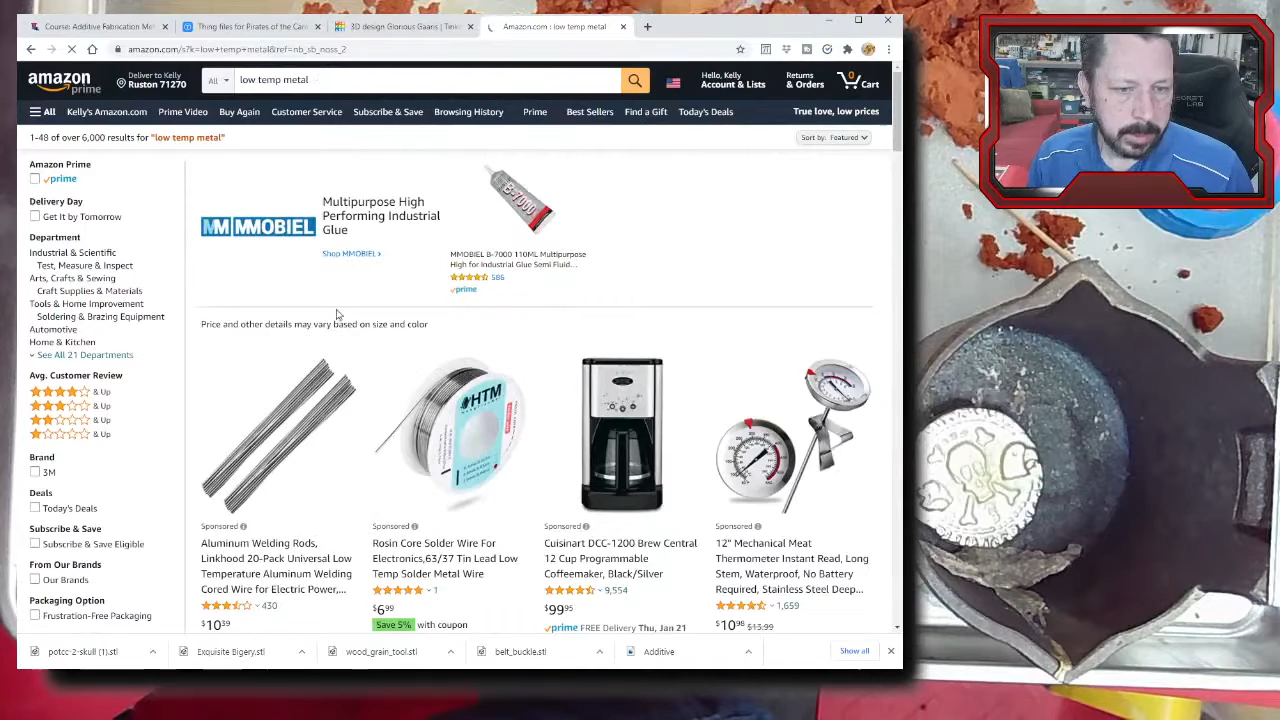 Course: Additive Fabrication Met
Thing files for Pirates of the Care
3D design Glorious Gaaris | Tink
Amazon.com : low temp metal
amazon.com/s?k=low+temp+metal&ref=nb_sb_noss_2
amazon prime
Deliver to Kelly
Ruston 71270
All
low temp metal
Hello, Kelly
Account & Lists
Returns
& Orders
0
Cart
All
Kelly's Amazon.com
Prime Video
Buy Again
Customer Service
Subscribe & Save
Browsing History
Prime
Best Sellers
Find a Gift
Today's Deals
True love, low prices
1-48 of over 6,000 results for "low temp metal"
Sort by: Featured
Amazon Prime
prime
Delivery Day
Get It by Tomorrow
Department
Industrial & Scientific
Test, Measure & Inspect
Arts, Crafts & Sewing
Craft Supplies & Materials
Tools & Home Improvement
Soldering & Brazing Equipment
Automotive
Home & Kitchen
See All 21 Departments
Avg. Customer Review
& Up
& Up
& Up
& Up
Brand
3M
Deals
Today's Deals
Subscribe & Save
Subscribe & Save Eligible
From Our Brands
Our Brands
Packaging Option
Frustration-Free Packaging
MM MMOBIEL
Multipurpose High
Performing Industrial
Glue
Shop MMOBIEL ›
B-7000
MMOBIEL B-7000 110ML Multipurpose
High for Industrial Glue Semi Fluid...
586
prime
Price and other details may vary based on size and color
Sponsored
Aluminum Welding Rods,
Linkhood 20-Pack Universal Low
Temperature Aluminum Welding
Cored Wire for Electric Power,...
430
$10 39
HTM
Sponsored
Rosin Core Solder Wire For
Electronics,63/37 Tin Lead Low
Temp Solder Metal Wire
1
$6 99
Save 5% with coupon
Sponsored
Cuisinart DCC-1200 Brew Central
12 Cup Programmable
Coffeemaker, Black/Silver
9,554
$99 95
prime FREE Delivery Thu, Jan 21
Sponsored
12" Mechanical Meat
Thermometer Instant Read, Long
Stem, Waterproof, No Battery
Required, Stainless Steel Deep...
1,659
$10 98 $13.99
potcc-2-skull (1).stl
Exquisite Bigery.stl
wood_grain_tool.stl
belt_buckle.stl
Additive
Show all